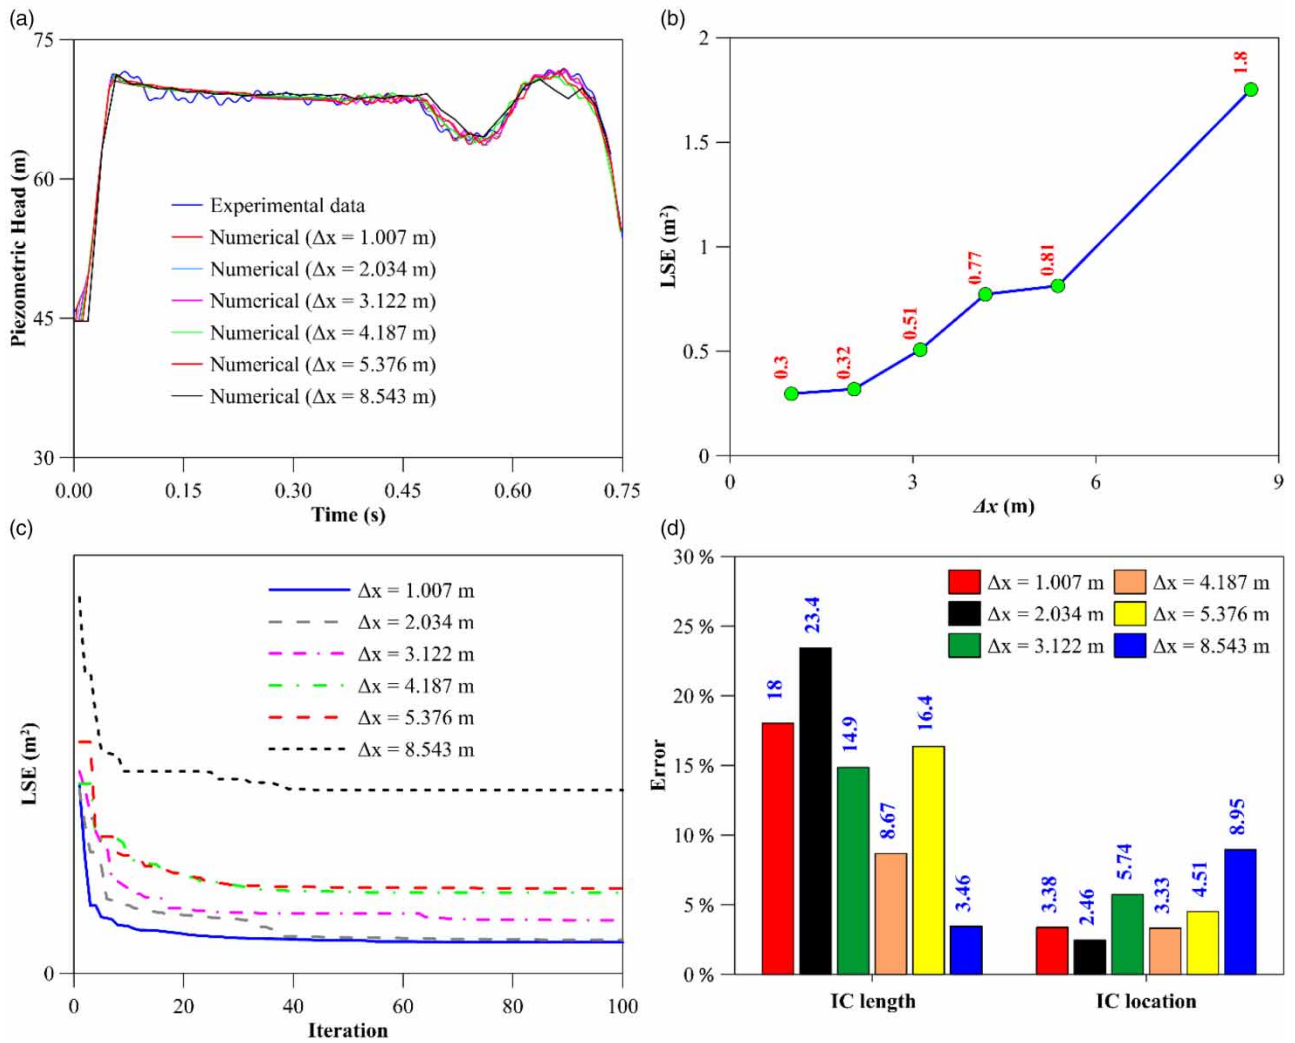 (a)
75
60
45
30
Piezometric Head (m)
Experimental data
Numerical (Δx = 1.007 m)
Numerical (Δx = 2.034 m)
Numerical (Δx = 3.122 m)
Numerical (Δx = 4.187 m)
Numerical (Δx = 5.376 m)
Numerical (Δx = 8.543 m)
0.00 0.15 0.30 0.45 0.60 0.75
Time (s)
(b)
2
1.5
1
0.5
0
LSE (m²)
0.3
0.32
0.51
0.77
0.81
1.8
0 3 6 9
Δx (m)
(c)
LSE (m²)
0
Δx = 1.007 m
Δx = 2.034 m
Δx = 3.122 m
Δx = 4.187 m
Δx = 5.376 m
Δx = 8.543 m
0 20 40 60 80 100
Iteration
(d)
30 %
25 %
20 %
15 %
10 %
5 %
0 %
Error
Δx = 1.007 m
Δx = 2.034 m
Δx = 3.122 m
Δx = 4.187 m
Δx = 5.376 m
Δx = 8.543 m
18
23.4
14.9
8.67
16.4
3.46
3.38
2.46
5.74
3.33
4.51
8.95
IC length
IC location